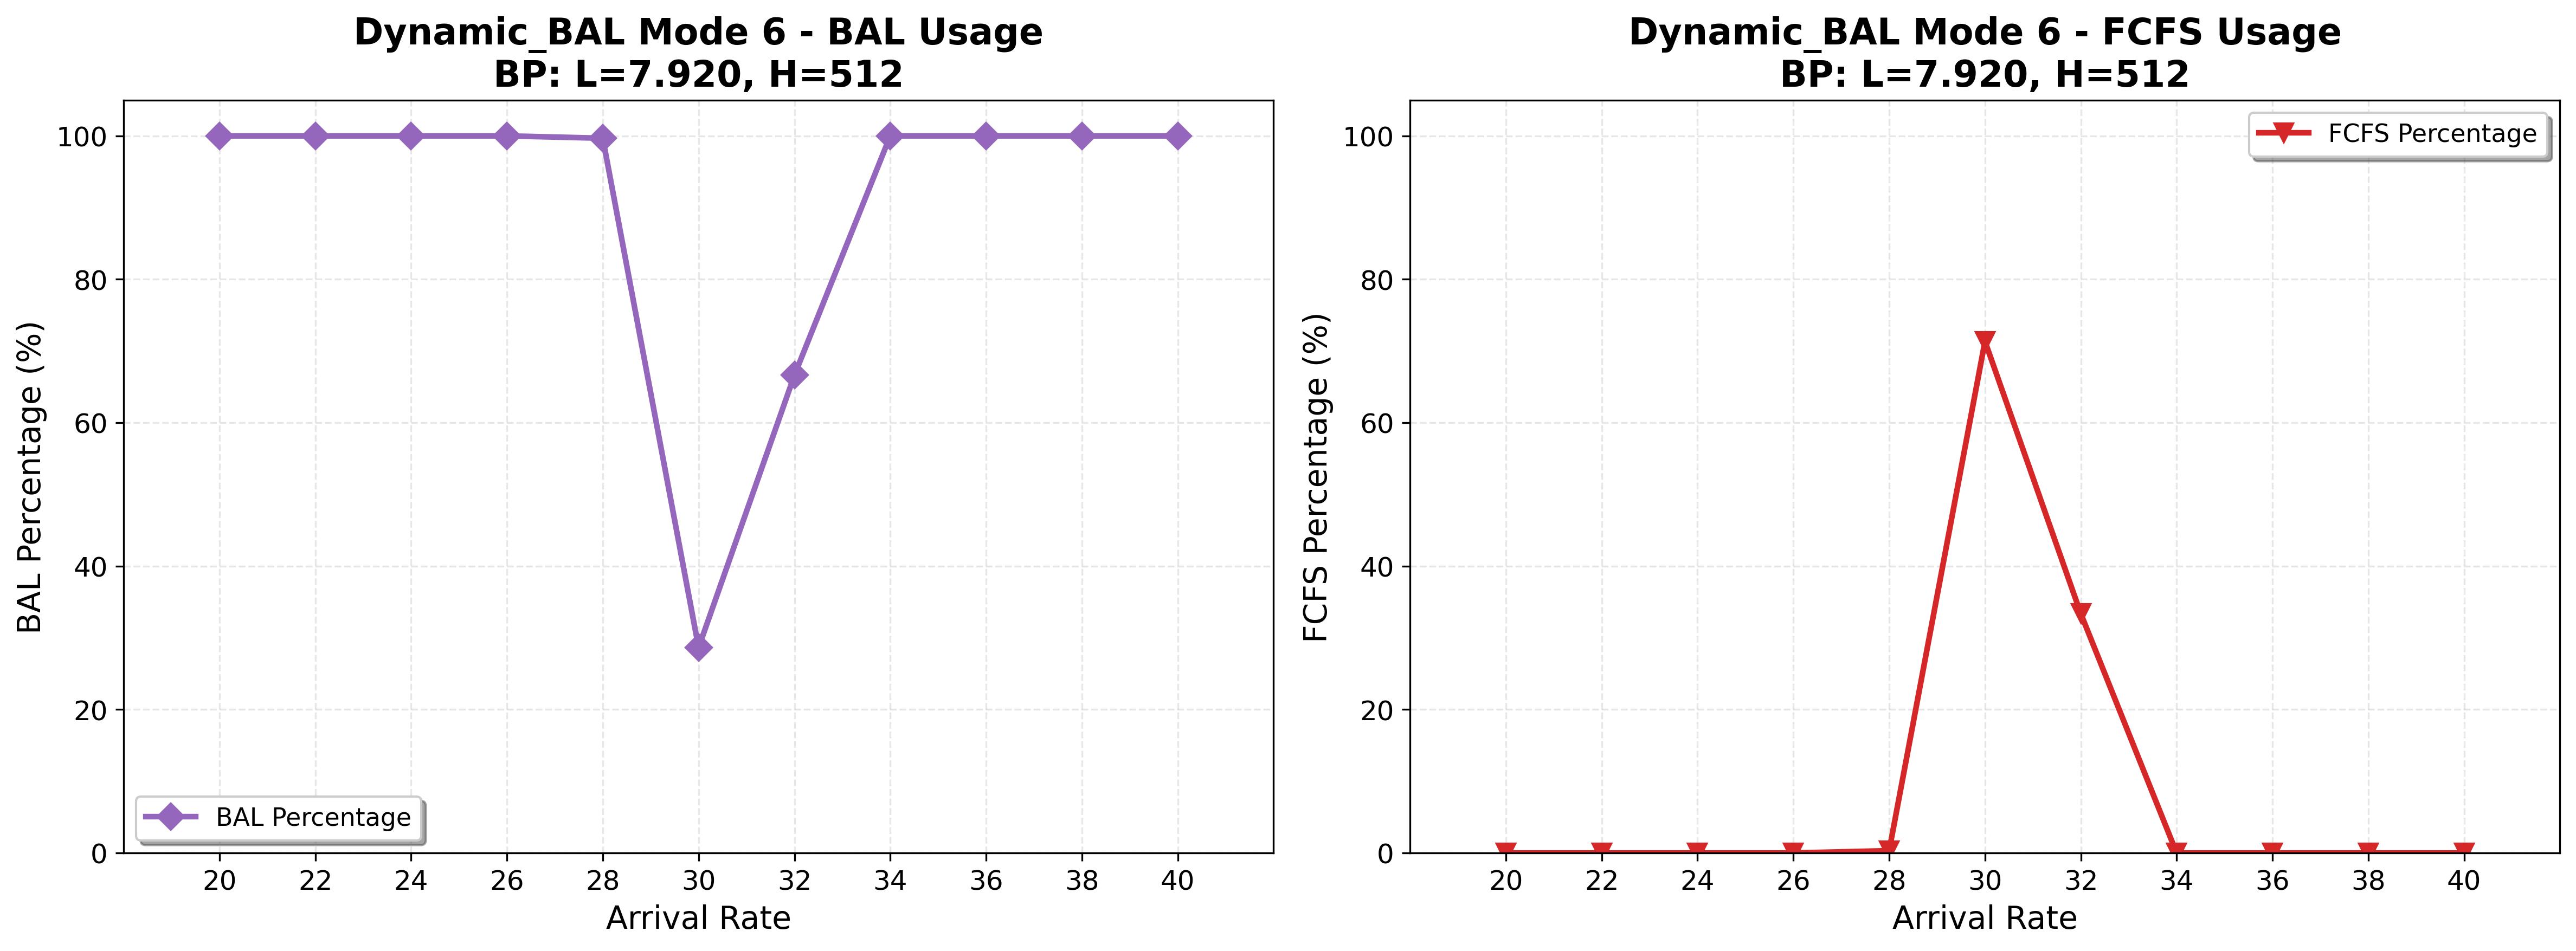 Dynamic_BAL Mode 6 - BAL Usage
BP: L=7.920, H=512
BAL Percentage (%)
100
80
60
40
20
0
BAL Percentage
20 22 24 26 28 30 32 34 36 38 40
Arrival Rate
Dynamic_BAL Mode 6 - FCFS Usage
BP: L=7.920, H=512
FCFS Percentage (%)
100
80
60
40
20
0
FCFS Percentage
20 22 24 26 28 30 32 34 36 38 40
Arrival Rate